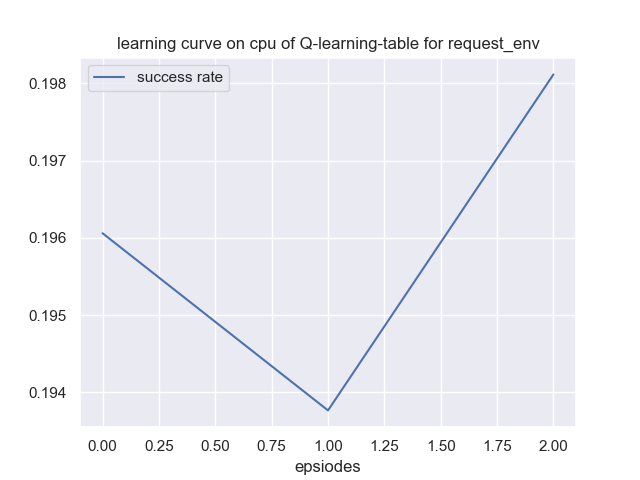 learning curve on cpu of Q-learning-table for request_env
success rate
0.198
0.197
0.196
0.195
0.194
0.00 0.25 0.50 0.75 1.00 1.25 1.50 1.75 2.00
epsiodes